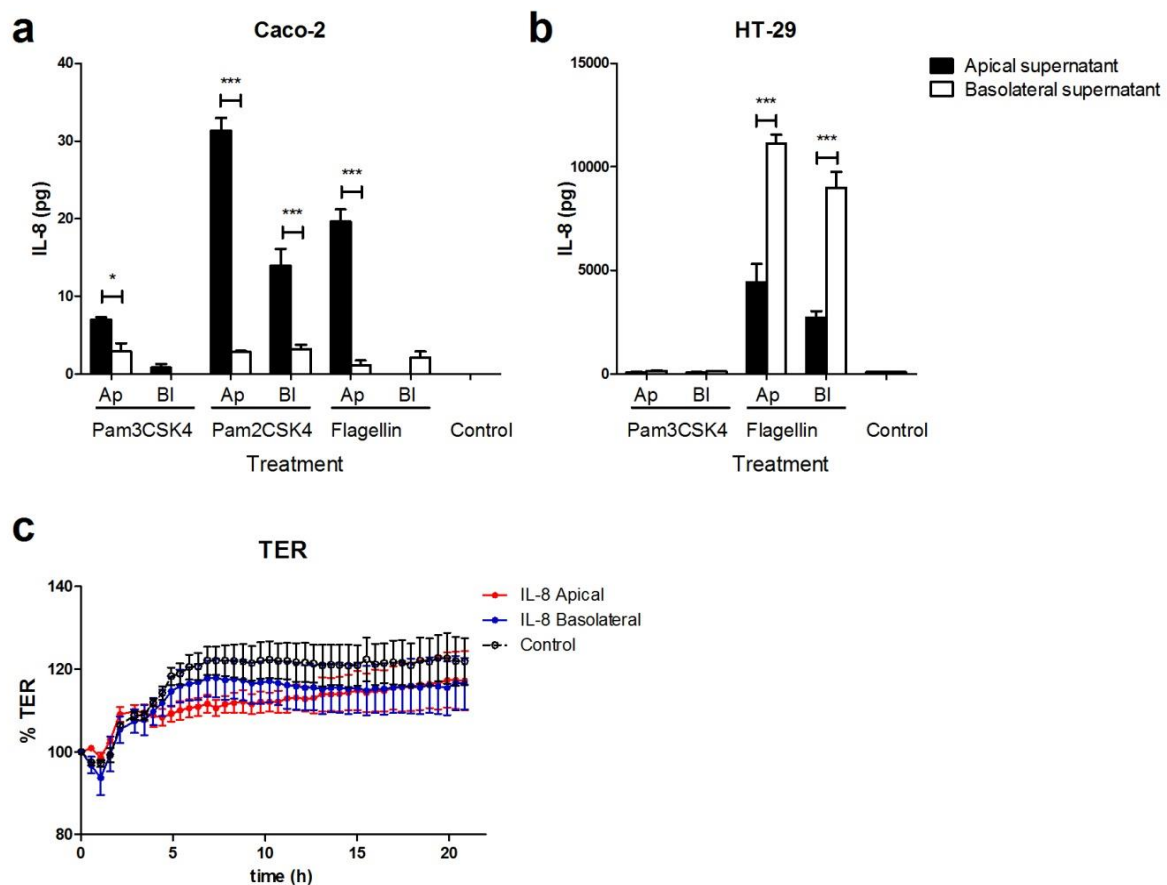 a
Caco-2
IL-8 (pg)
40
30
20
10
0
*
***
***
***
Ap Bl Ap Bl Ap Bl
Pam3CSK4 Pam2CSK4 Flagellin Control
Treatment
b
HT-29
IL-8 (pg)
15000
10000
5000
0
***
***
Ap Bl Ap Bl
Pam3CSK4 Flagellin Control
Treatment
Apical supernatant
Basolateral supernatant
c
TER
% TER
140
120
100
80
0 5 10 15 20
time (h)
IL-8 Apical
IL-8 Basolateral
Control